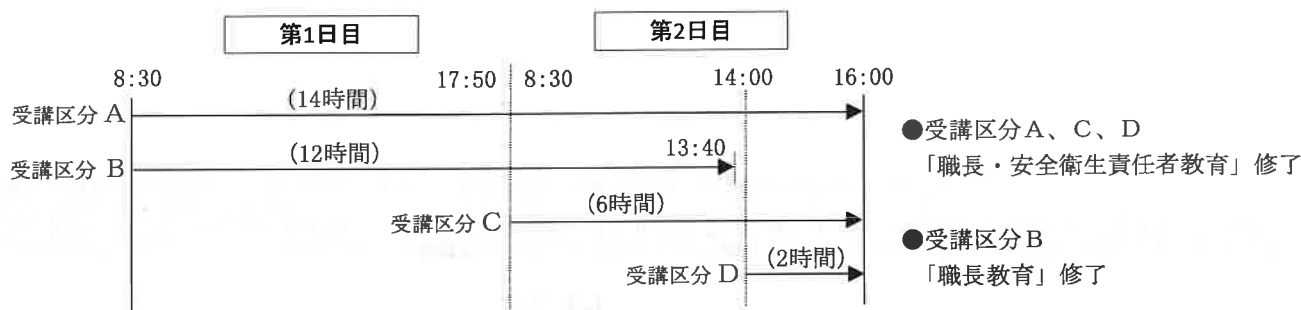 第1日目 第2日目
8:30 17:50 8:30 14:00 16:00
受講区分 A (14時間)
受講区分 B (12時間) 13:40
受講区分 C (6時間)
受講区分 D (2時間)
●受講区分A、C、D
「職長・安全衛生責任者教育」修了
●受講区分B
「職長教育」修了